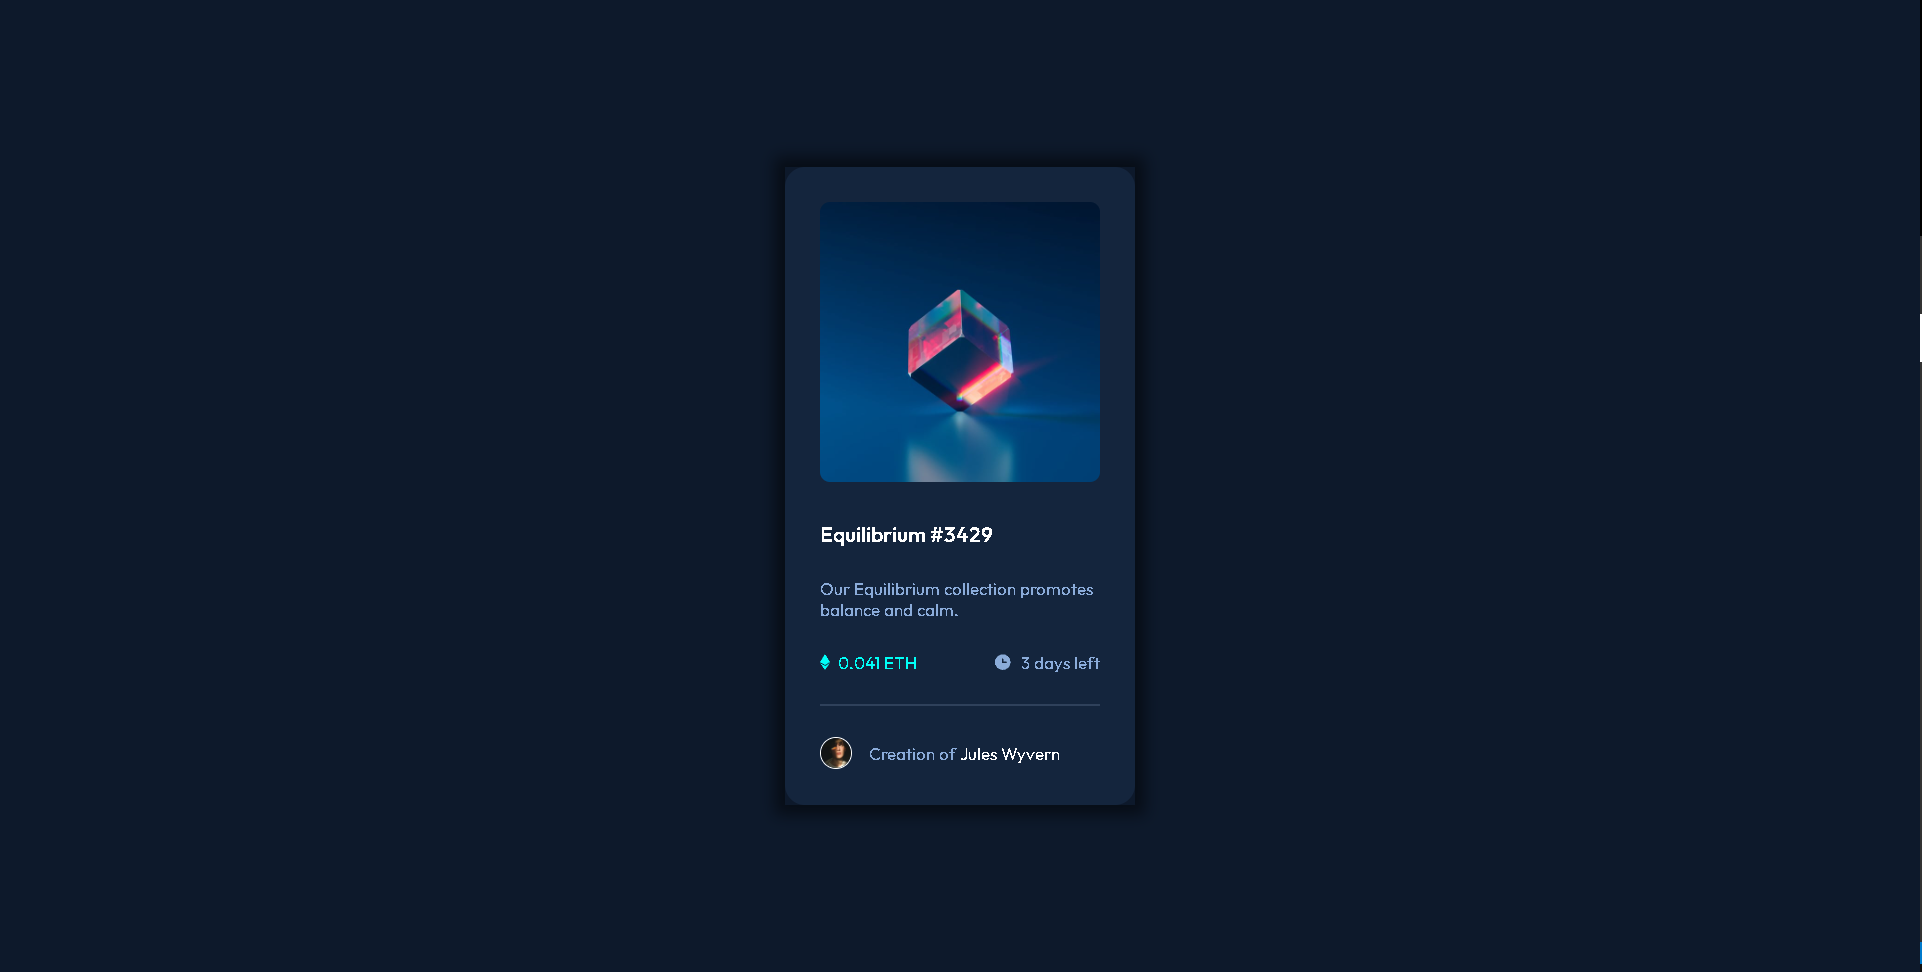 Equilibrium #3429
Our Equilibrium collection promotes
balance and calm.
0.041 ETH
3 days left
Creation of Jules Wyvern